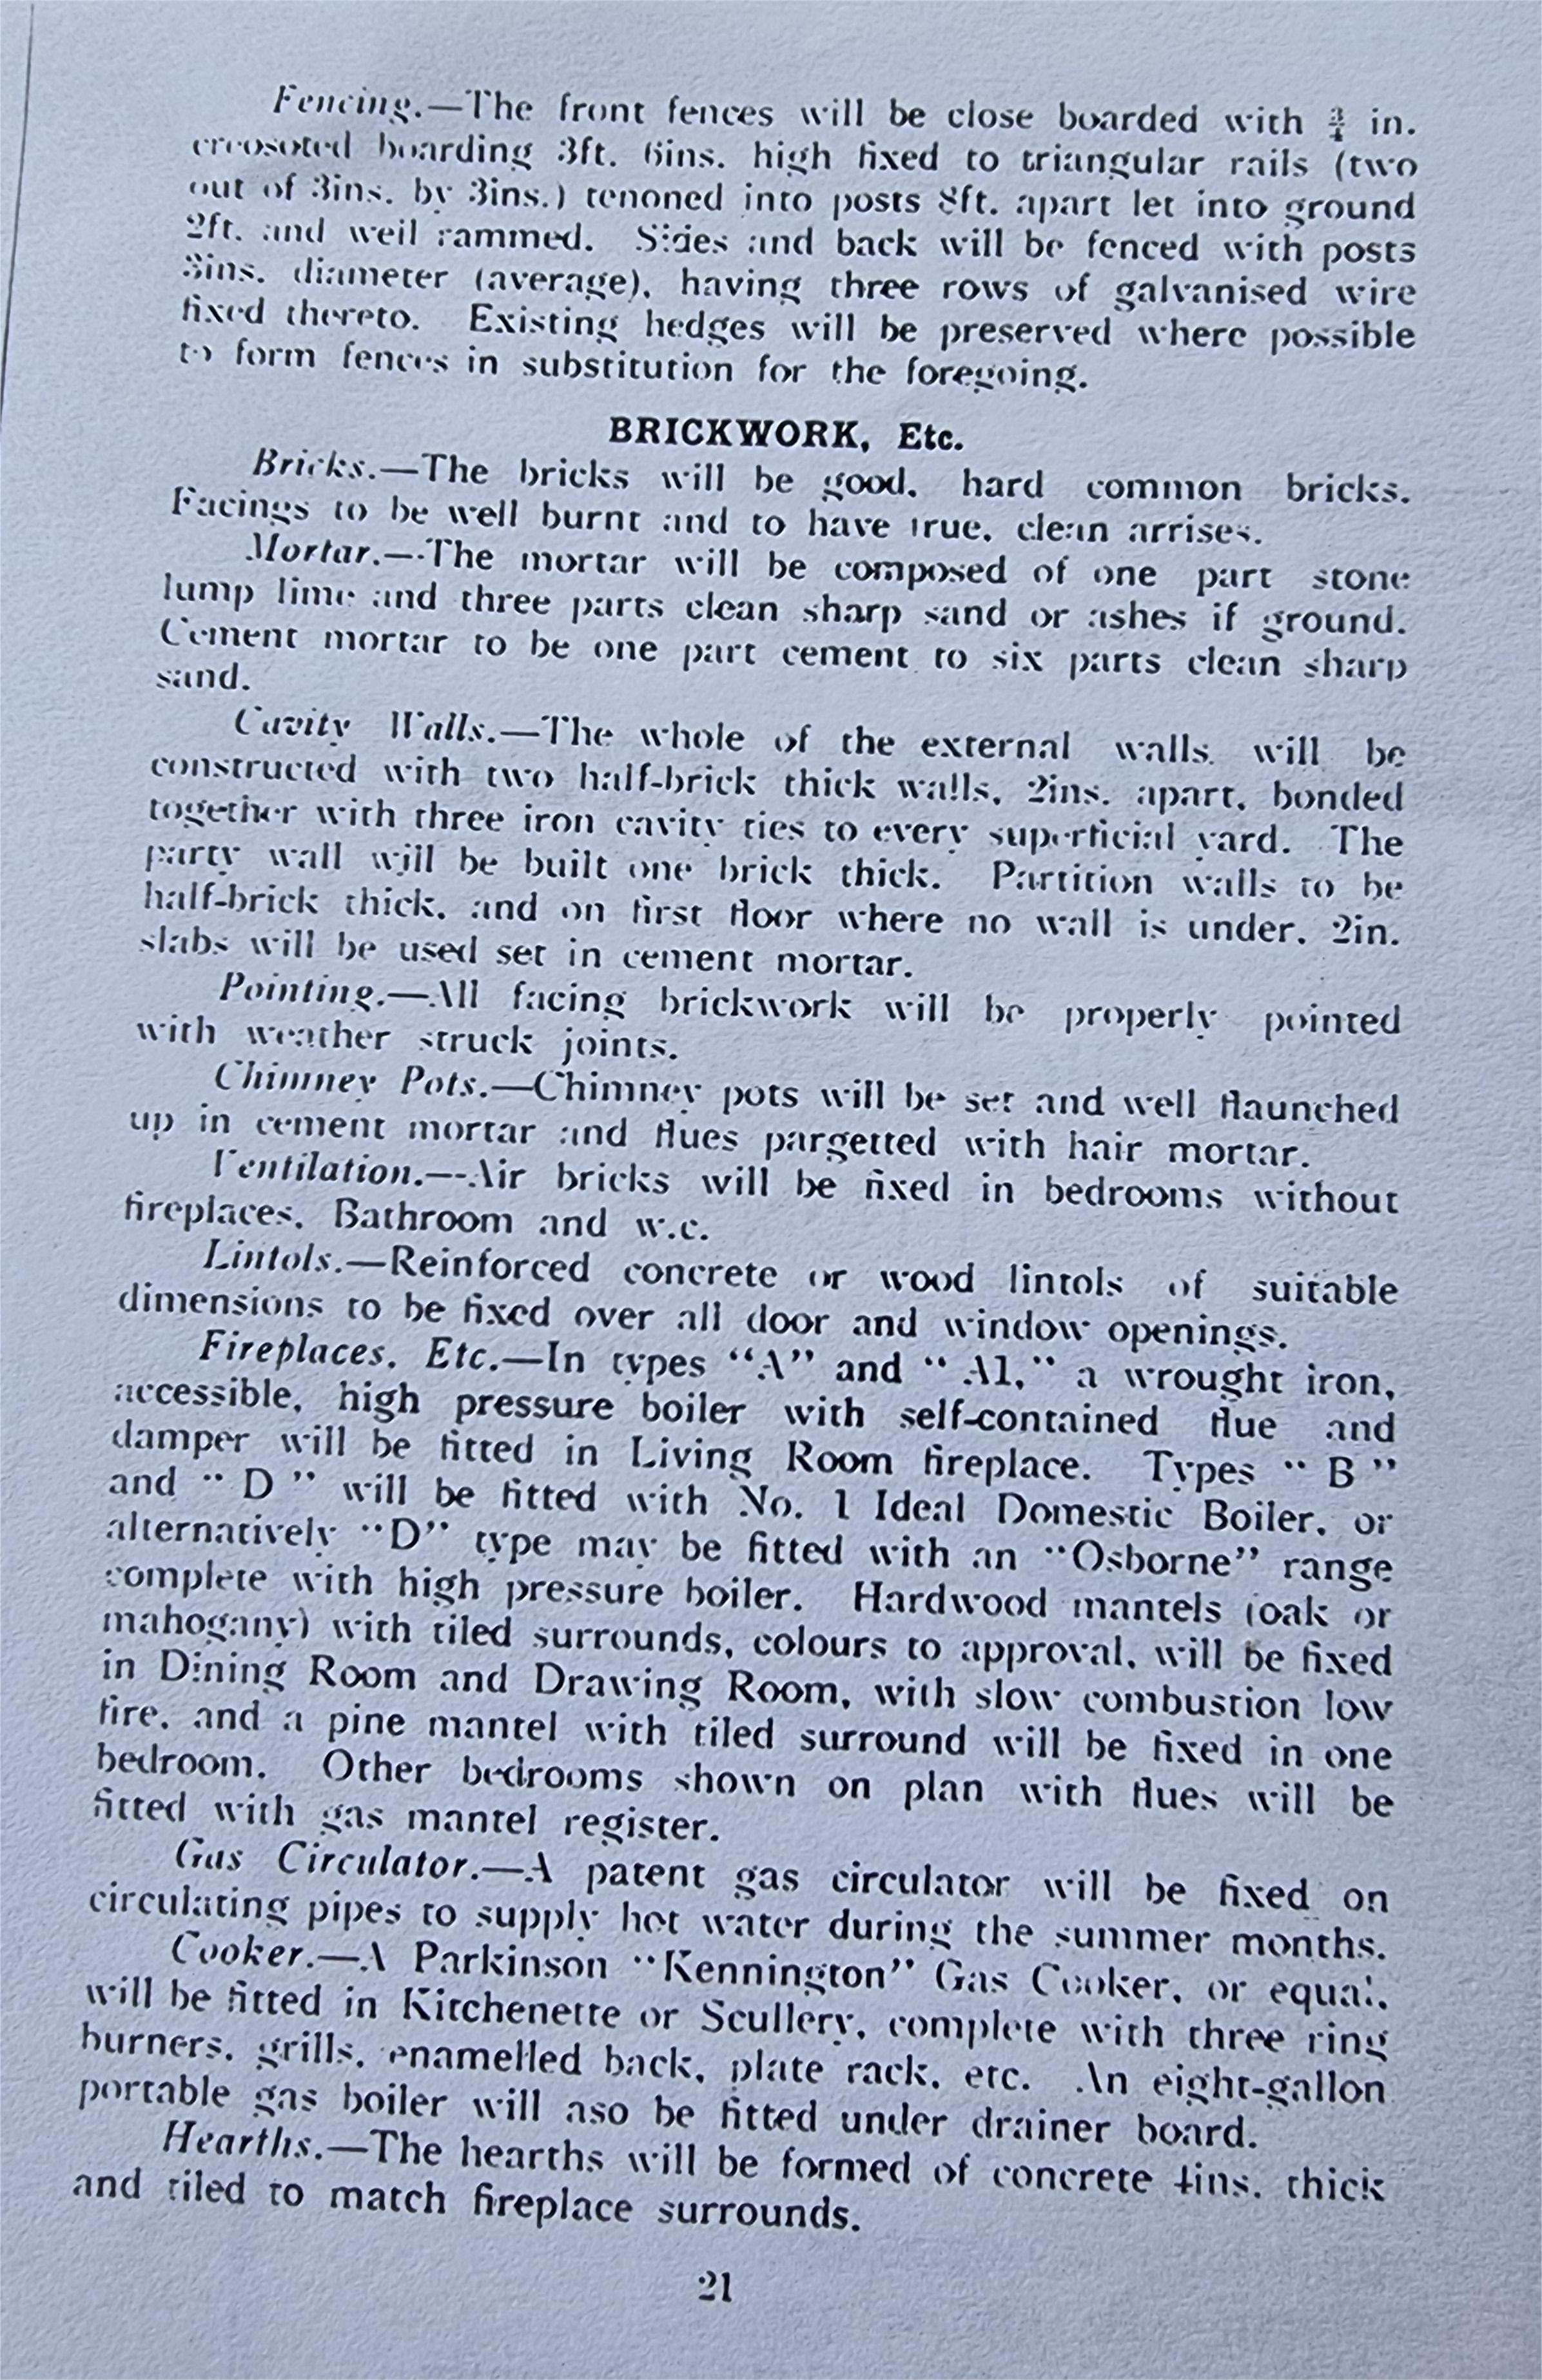 Fencing.—The front fences will be close boarded with ¾ in.
creosoted boarding 3ft. 6ins. high fixed to triangular rails (two
out of 3ins. by 3ins.) tenoned into posts 8ft. apart let into ground
2ft. and well rammed. Sides and back will be fenced with posts
3ins. diameter (average), having three rows of galvanised wire
fixed thereto. Existing hedges will be preserved where possible
to form fences in substitution for the foregoing.
BRICKWORK, Etc.
Bricks.—The bricks will be good, hard common bricks.
Facings to be well burnt and to have true, clean arrises.
Mortar.—The mortar will be composed of one part stone
lump lime and three parts clean sharp sand or ashes if ground.
Cement mortar to be one part cement to six parts clean sharp
sand.
Cavity Walls.—The whole of the external walls will be
constructed with two half-brick thick walls, 2ins. apart, bonded
together with three iron cavity ties to every superficial yard. The
party wall will be built one brick thick. Partition walls to be
half-brick thick, and on first floor where no wall is under, 2in.
slabs will be used set in cement mortar.
Pointing.—All facing brickwork will be properly pointed
with weather struck joints.
Chimney Pots.—Chimney pots will be set and well flaunched
up in cement mortar and flues pargetted with hair mortar.
Ventilation.—Air bricks will be fixed in bedrooms without
fireplaces, Bathroom and w.c.
Lintols.—Reinforced concrete or wood lintols of suitable
dimensions to be fixed over all door and window openings.
Fireplaces, Etc.—In types "A" and " A1," a wrought iron,
accessible, high pressure boiler with self-contained flue and
damper will be fitted in Living Room fireplace. Types " B "
and " D " will be fitted with No. 1 Ideal Domestic Boiler, or
alternatively "D" type may be fitted with an "Osborne" range
complete with high pressure boiler. Hardwood mantels (oak or
mahogany) with tiled surrounds, colours to approval, will be fixed
in Dining Room and Drawing Room, with slow combustion low
fire, and a pine mantel with tiled surround will be fixed in one
bedroom. Other bedrooms shown on plan with flues will be
fitted with gas mantel register.
Gas Circulator.—A patent gas circulator will be fixed on
circulating pipes to supply hot water during the summer months.
Cooker.—A Parkinson "Kennington" Gas Cooker, or equal,
will be fitted in Kitchenette or Scullery, complete with three ring
burners, grills, enamelled back, plate rack, etc. An eight-gallon
portable gas boiler will aso be fitted under drainer board.
Hearths.—The hearths will be formed of concrete 4ins. thick
and tiled to match fireplace surrounds.
21